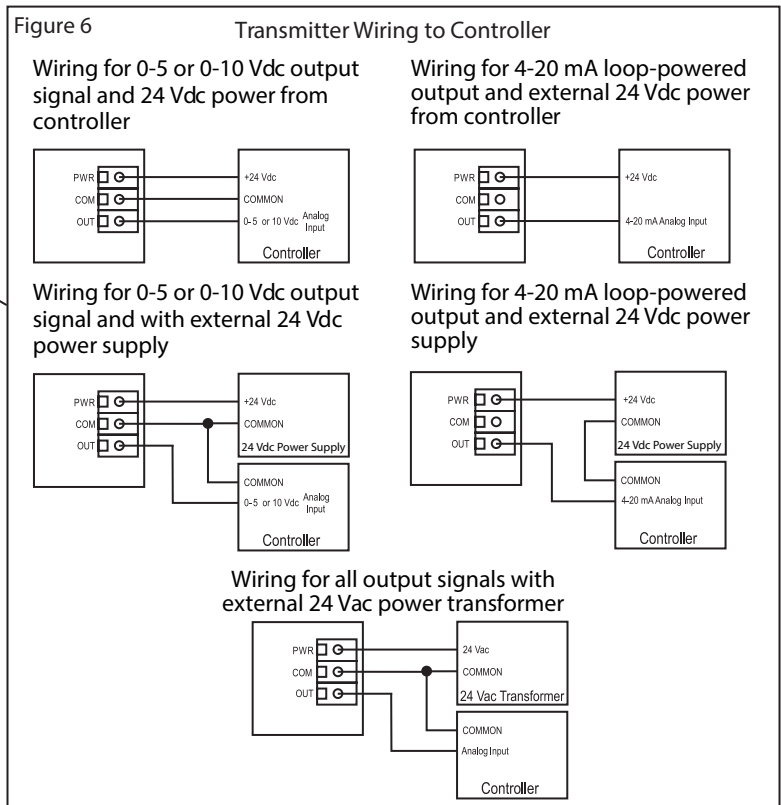 Figure 6
Transmitter Wiring to Controller
Wiring for 0-5 or 0-10 Vdc output
signal and 24 Vdc power from
controller
PWR
COM
OUT
+24 Vdc
COMMON
0-5 or 10 Vdc Analog
Input
Controller
Wiring for 4-20 mA loop-powered
output and external 24 Vdc power
from controller
PWR
COM
OUT
+24 Vdc
4-20 mA Analog Input
Controller
Wiring for 0-5 or 0-10 Vdc output
signal and with external 24 Vdc
power supply
PWR
COM
OUT
+24 Vdc
COMMON
24 Vdc Power Supply
COMMON
0-5 or 10 Vdc Analog
Input
Controller
Wiring for 4-20 mA loop-powered
output and external 24 Vdc power
supply
PWR
COM
OUT
+24 Vdc
COMMON
24 Vdc Power Supply
COMMON
4-20 mA Analog Input
Controller
Wiring for all output signals with
external 24 Vac power transformer
PWR
COM
OUT
24 Vac
COMMON
24 Vac Transformer
COMMON
Analog Input
Controller